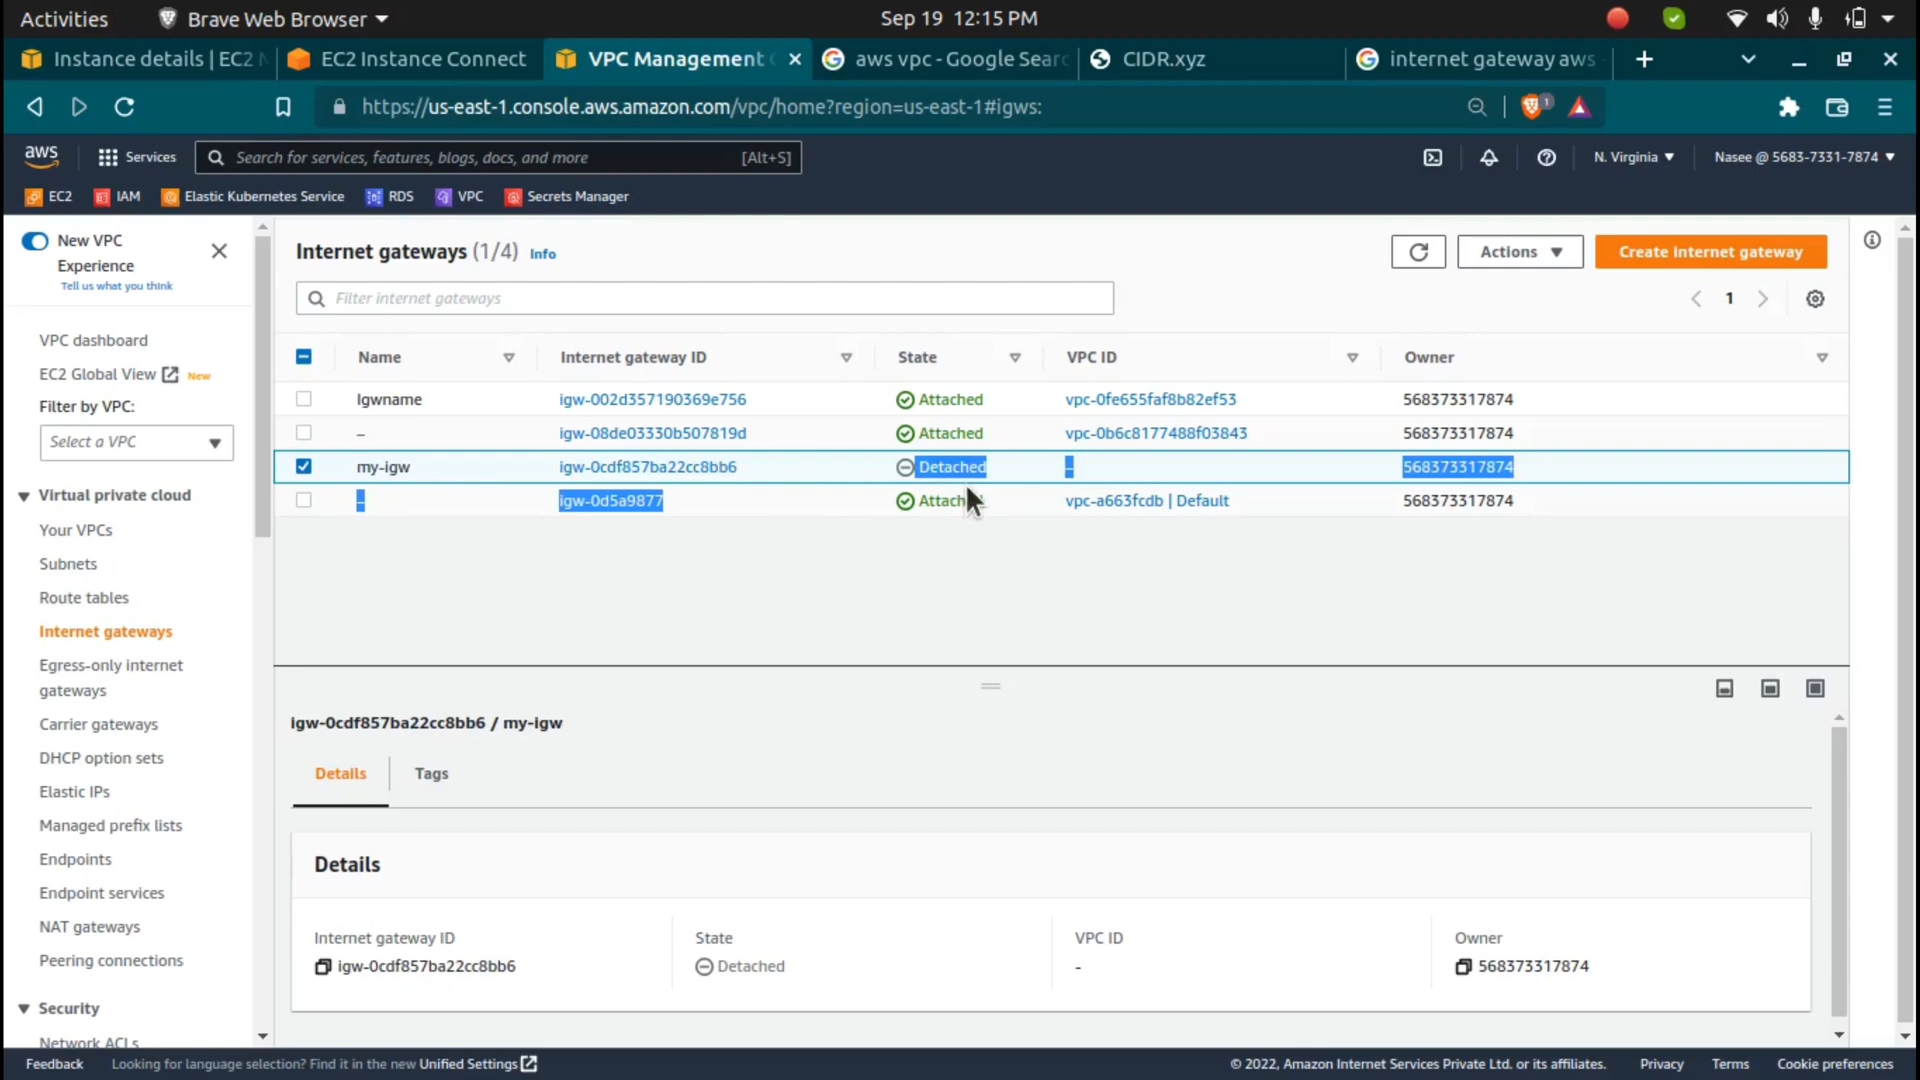 Activities Brave Web Browser Sep 19 12:15 PM
Instance details | EC2 EC2 Instance Connect VPC Management aws vpc - Google Sear CIDR.xyz internet gateway aws
https://us-east-1.console.aws.amazon.com/vpc/home?region=us-east-1#igws: 1
aws Services Search for services, features, blogs, docs, and more [Alt+S] N. Virginia Nasee @ 5683-7331-7874
EC2 IAM Elastic Kubernetes Service RDS VPC Secrets Manager
New VPC
Experience
Tell us what you think
VPC dashboard
EC2 Global View New
Filter by VPC:
Select a VPC
Virtual private cloud
Your VPCs
Subnets
Route tables
Internet gateways
Egress-only internet
gateways
Carrier gateways
DHCP option sets
Elastic IPs
Managed prefix lists
Endpoints
Endpoint services
NAT gateways
Peering connections
Security
Network ACLs
Internet gateways (1/4) Info Actions Create internet gateway
Filter internet gateways 1
Name Internet gateway ID State VPC ID Owner
Igwname igw-002d357190369e756 Attached vpc-0fe655faf8b82ef53 568373317874
– igw-08de03330b507819d Attached vpc-0b6c8177488f03843 568373317874
my-igw igw-0cdf857ba22cc8bb6 Detached – 568373317874
– igw-0d5a9877 Attached vpc-a663fcdb | Default 568373317874
igw-0cdf857ba22cc8bb6 / my-igw
Details Tags
Details
Internet gateway ID State VPC ID Owner
igw-0cdf857ba22cc8bb6 Detached - 568373317874
Feedback Looking for language selection? Find it in the new Unified Settings © 2022, Amazon Internet Services Private Ltd. or its affiliates. Privacy Terms Cookie preferences